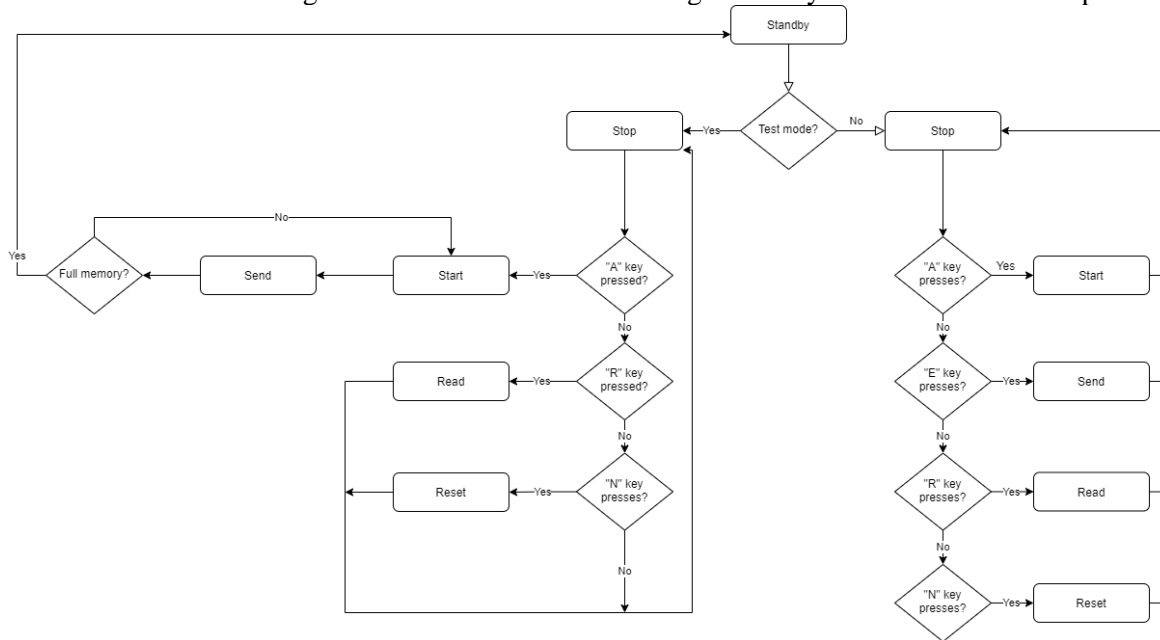 Standby
Test mode?
Yes
No
Stop
Stop
No
Yes
Full memory?
Send
Start
Yes
"A" key
pressed?
"A" key
presses?
Yes
Start
No
No
Read
Yes
"R" key
pressed?
"E" key
presses?
Yes
Send
No
No
Reset
Yes
"N" key
presses?
"R" key
presses?
Yes
Read
No
No
"N" key
presses?
Yes
Reset